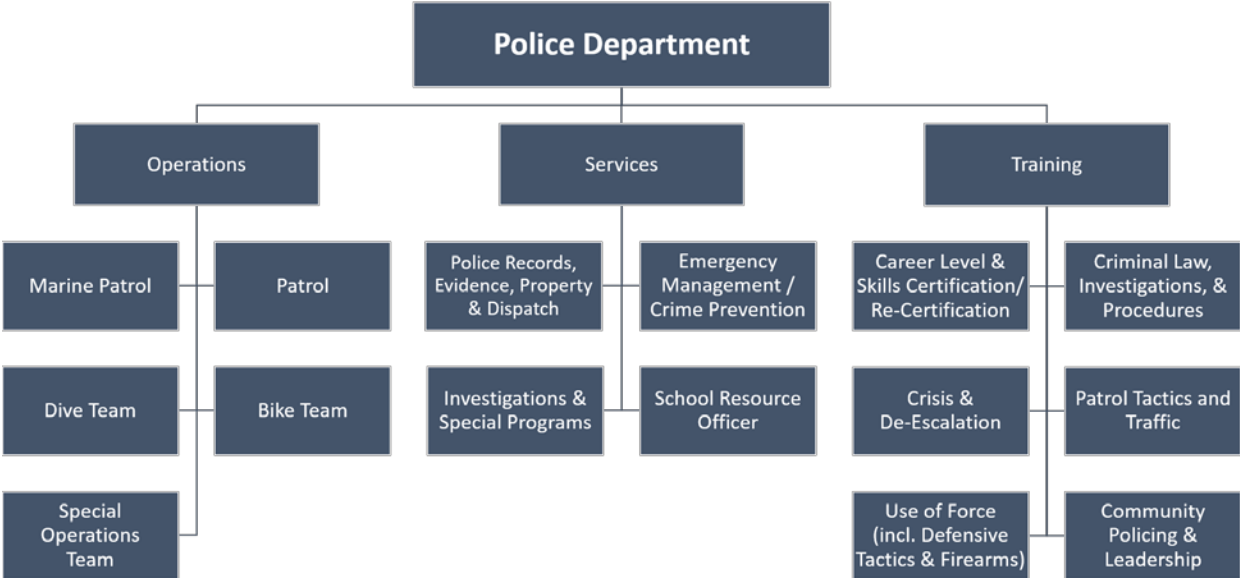 Police Department
Operations
Services
Training
Marine Patrol
Patrol
Police Records,
Evidence, Property
& Dispatch
Emergency
Management /
Crime Prevention
Career Level &
Skills Certification/
Re-Certification
Criminal Law,
Investigations, &
Procedures
Dive Team
Bike Team
Investigations &
Special Programs
School Resource
Officer
Crisis &
De-Escalation
Patrol Tactics and
Traffic
Special
Operations
Team
Use of Force
(incl. Defensive
Tactics & Firearms)
Community
Policing &
Leadership